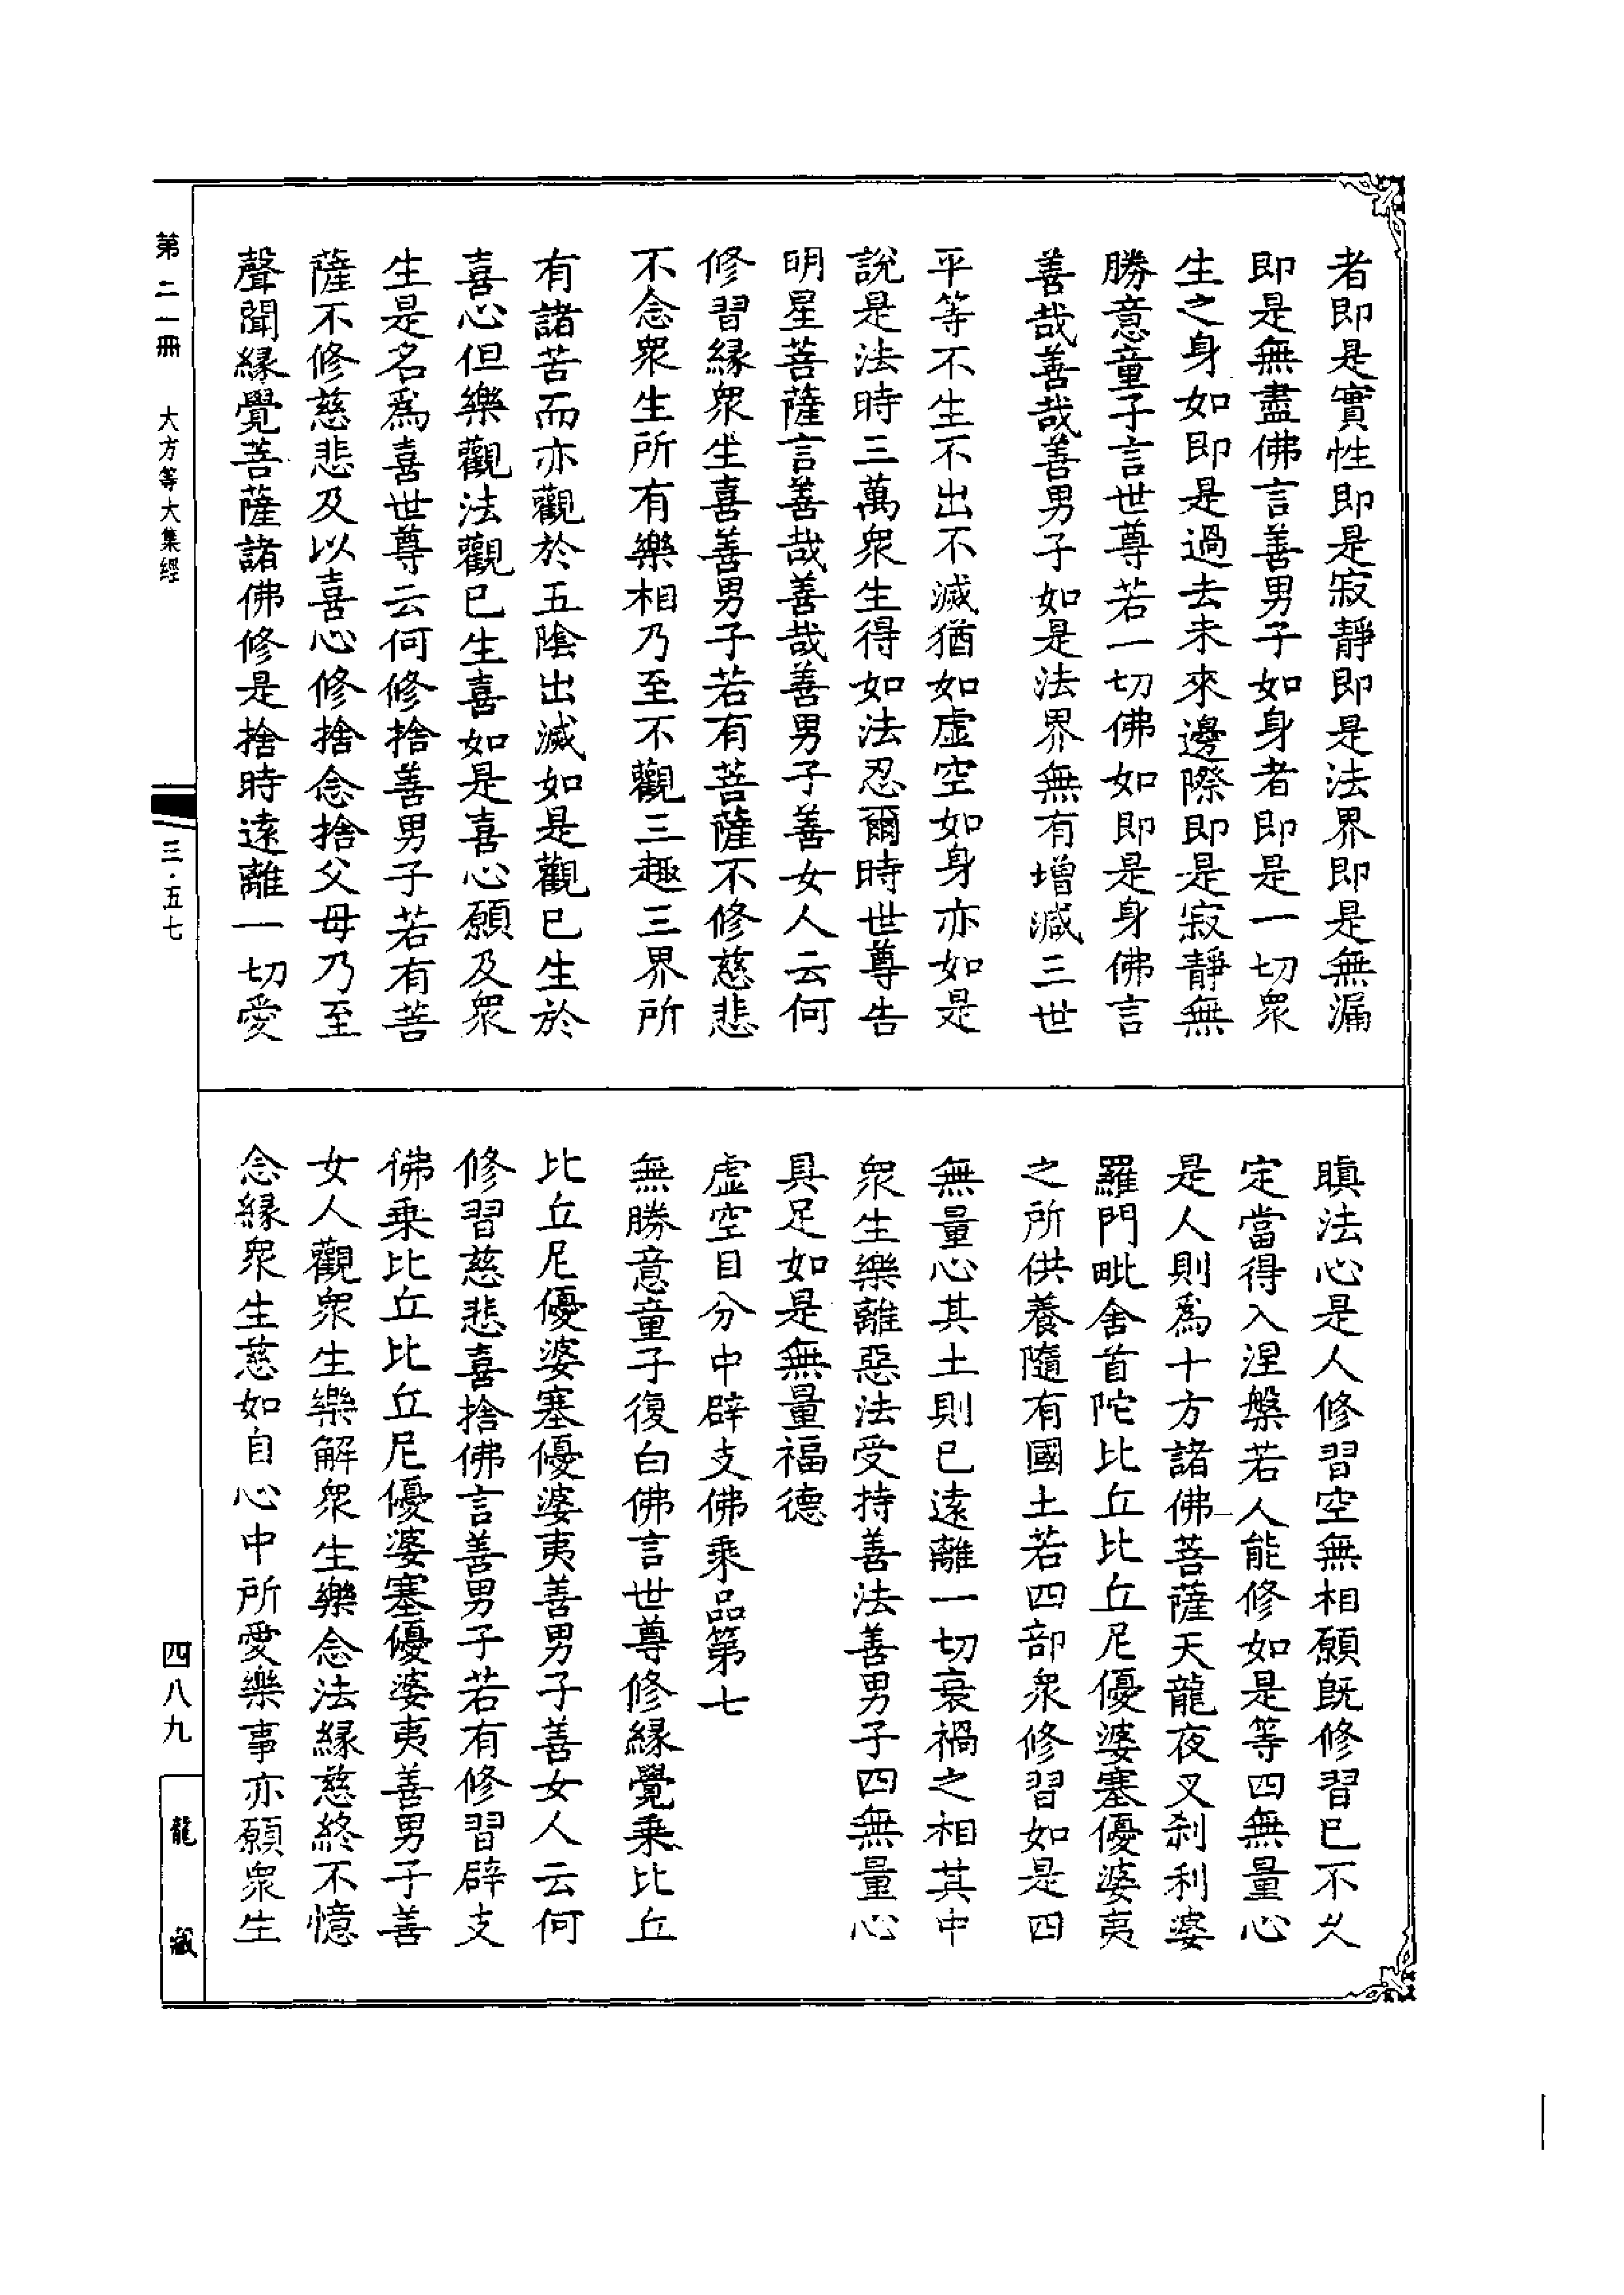 者即是實性即是寂靜即是法界即是無漏
即是無盡佛言善男子如身者即是一切衆
生之身如即是過去未來邊際即是寂靜無
勝意童子言世尊若一切佛如即是身佛言
善哉善哉善男子如是法界無有增減三世
平等不生不出不滅猶如虛空如身亦如是
說是法時三萬衆生得如法忍爾時世尊告
明星菩薩言善哉善哉善男子善女人云何
修習縁衆生喜善男子若有菩薩不修慈悲
不念衆生所有樂相乃至不觀三趣三界所
有諸苦而亦觀於五陰出滅如是觀已生於
喜心但樂觀法觀已生喜如是喜心願及衆
生是名爲喜世尊云何修捨善男子若有菩
薩不修慈悲及以喜心修捨念捨父母乃至
聲聞縁覺菩薩諸佛修是捨時遠離一切愛
瞋法心是人修習空無相願旣修習已不久
定當得入涅槃若人能修如是等四無量心
是人則爲十方諸佛菩薩天龍夜叉剎利婆
羅門毗舍首陀比丘比丘尼優婆塞優婆夷
之所供養隨有國土若四部衆修習如是四
無量心其土則已遠離一切衰禍之相其中
衆生樂離惡法受持善法善男子四無量心
具足如是無量福德
虛空目分中辟支佛乘品第七
無勝意童子復白佛言世尊修縁覺乘比丘
比丘尼優婆塞優婆夷善男子善女人云何
修習慈悲喜捨佛言善男子若有修習辟支
佛乘比丘比丘尼優婆塞優婆夷善男子善
女人觀衆生樂解衆生樂念法縁慈終不憶
念縁衆生慈如自心中所愛樂事亦願衆生
第二一冊　大方等大集經
三·五七
四八九
龍藏